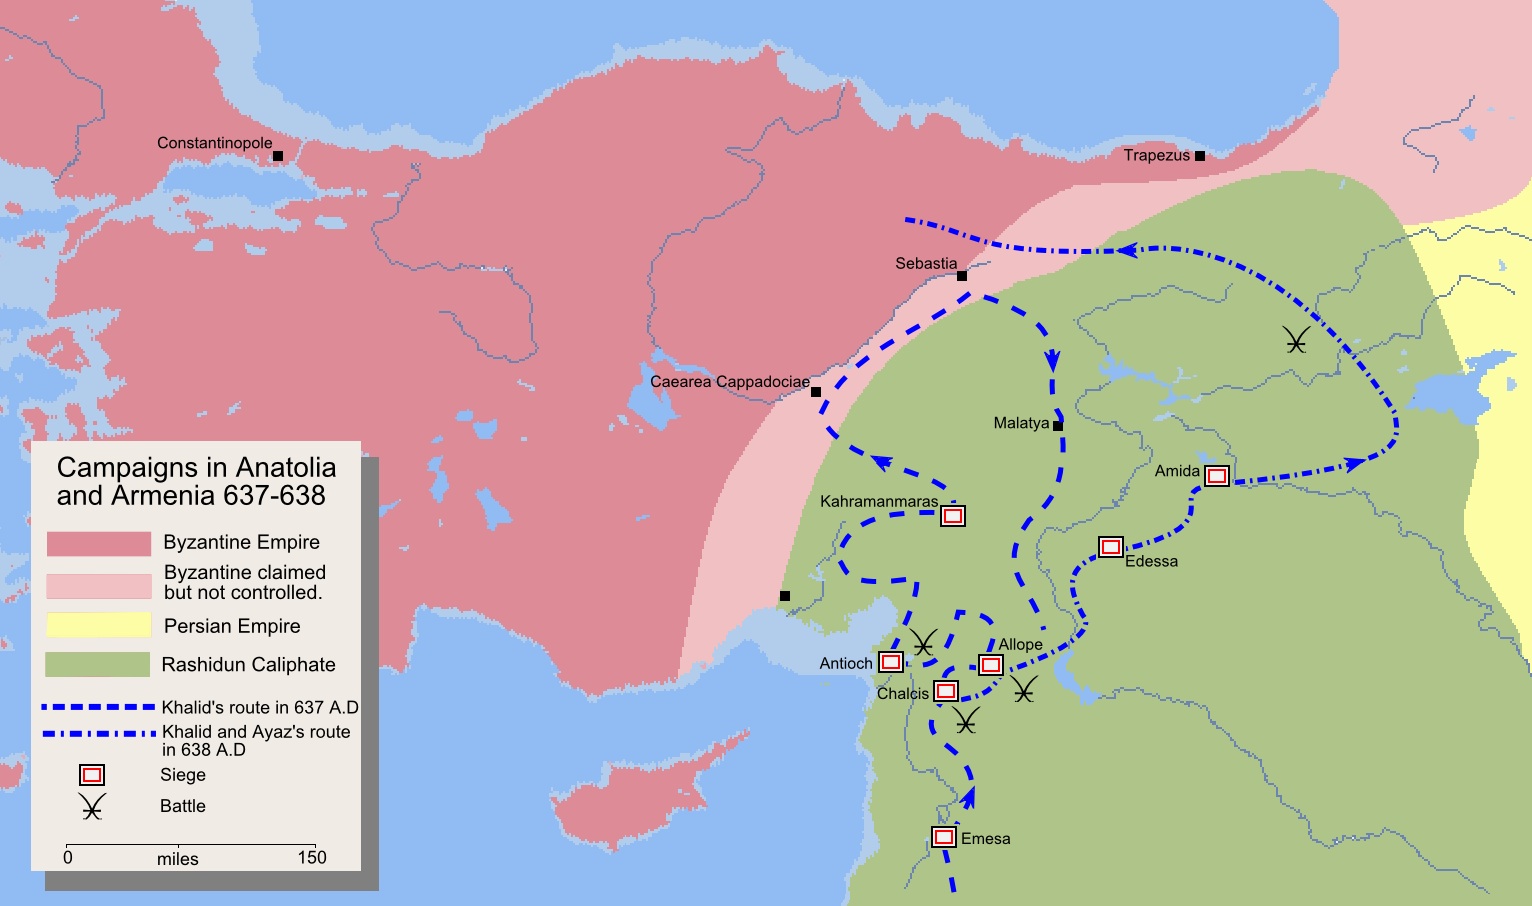 Constantinopole
Trapezus
Sebastia
Caearea Cappadociae
Malatya
Amida
Kahramanmaras
Edessa
Allope
Antioch
Chalcis
Emesa
Campaigns in Anatolia
and Armenia 637-638
Byzantine Empire
Byzantine claimed
but not controlled.
Persian Empire
Rashidun Caliphate
Khalid's route in 637 A.D
Khalid and Ayaz's route
in 638 A.D
Siege
Battle
0 miles 150